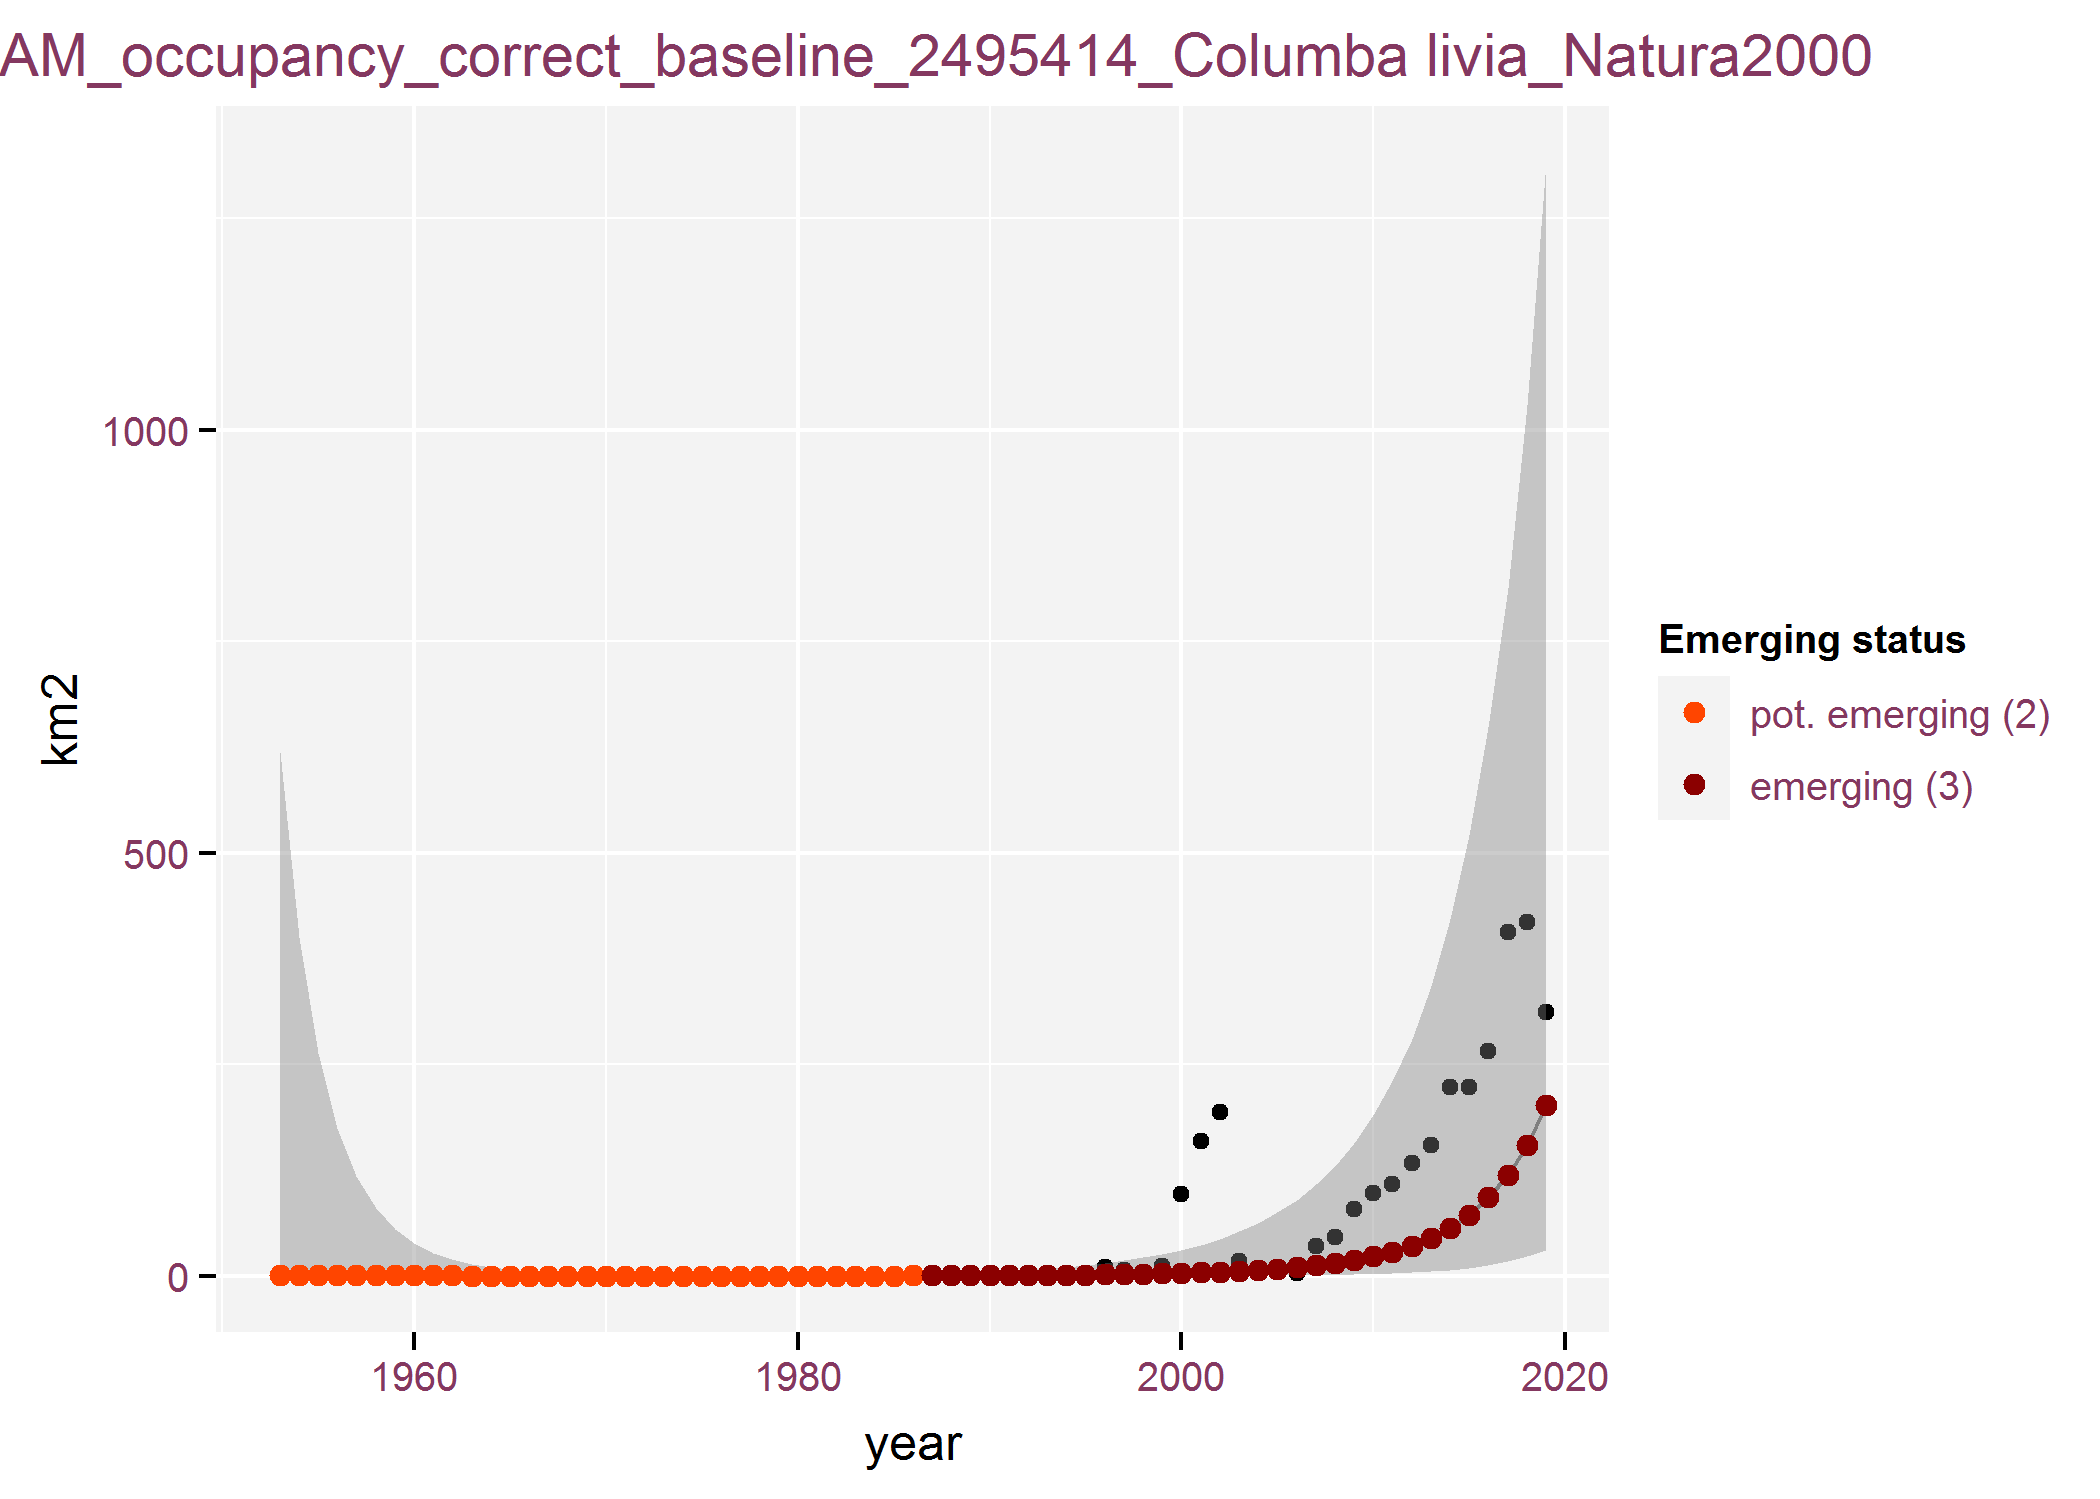 AM_occupancy_correct_baseline_2495414_Columba livia_Natura2000
km2
1000
500
0
1960 1980 2000 2020
year
Emerging status
pot. emerging (2)
emerging (3)